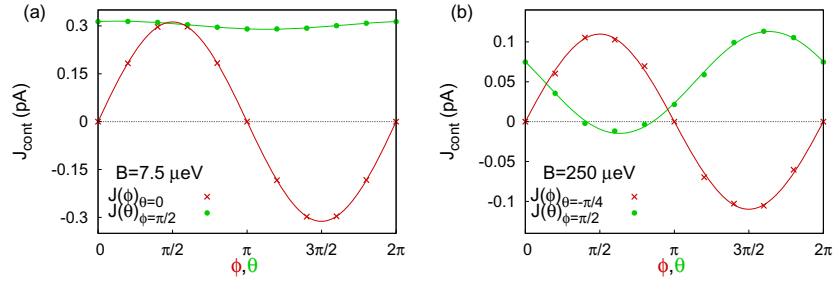 (a)
J_cont (pA)
0.3
0.15
0
-0.15
-0.3
B=7.5 μeV
J(ϕ)_θ=0
J(θ)_ϕ=π/2
0 π/2 π 3π/2 2π
ϕ,θ
(b)
J_cont (pA)
0.1
0.05
0
-0.05
-0.1
B=250 μeV
J(ϕ)_θ=-π/4
J(θ)_ϕ=π/2
0 π/2 π 3π/2 2π
ϕ,θ